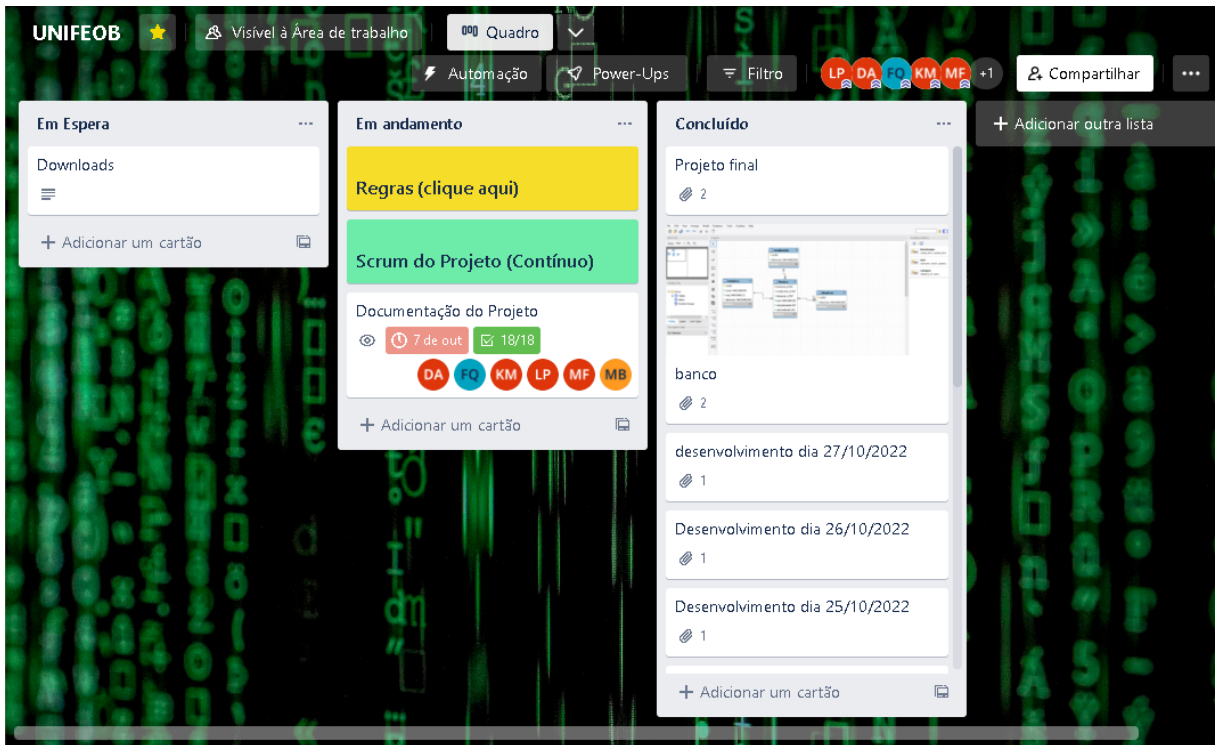 UNIFEOB
Visível à Área de trabalho
Quadro
Automação
Power-Ups
Filtro
LP DA FQ KM MF +1
Compartilhar
Em Espera
Downloads
Adicionar um cartão
Em andamento
Regras (clique aqui)
Scrum do Projeto (Contínuo)
Documentação do Projeto
7 de out
18/18
DA FQ KM LP MF MB
Adicionar um cartão
Concluído
Projeto final
2
banco
2
desenvolvimento dia 27/10/2022
1
Desenvolvimento dia 26/10/2022
1
Desenvolvimento dia 25/10/2022
1
Adicionar um cartão
Adicionar outra lista